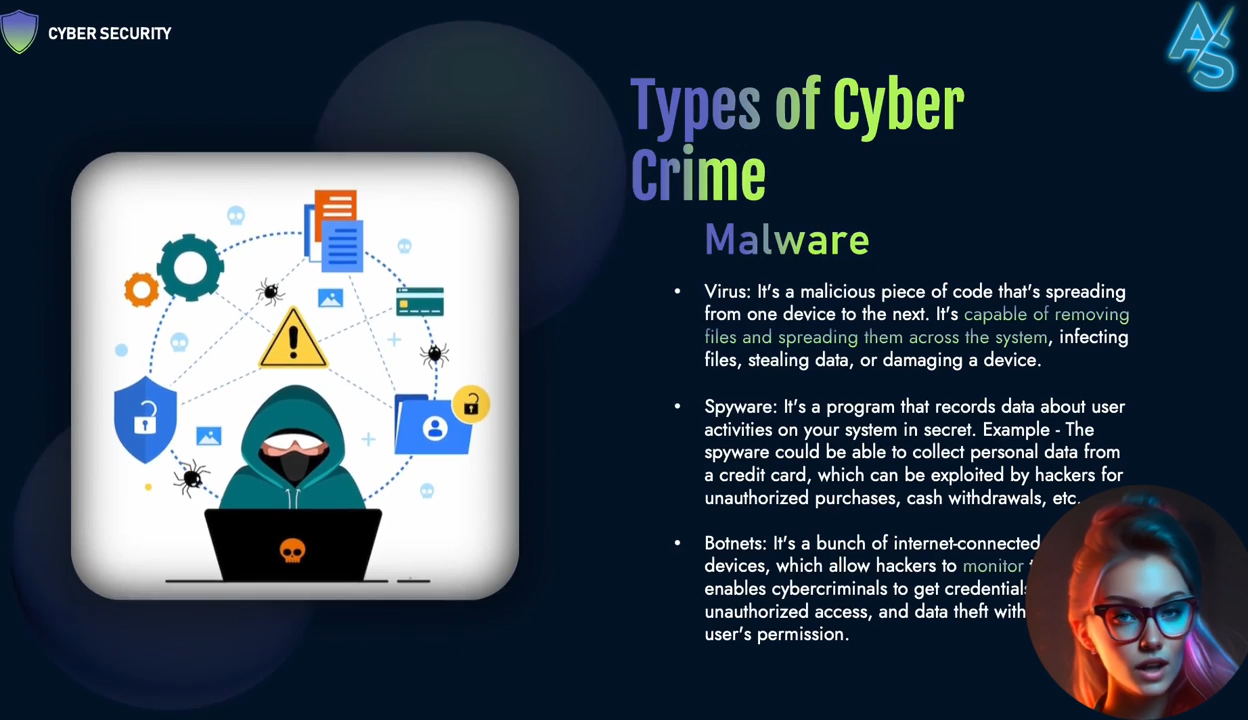 CYBER SECURITY
AS
Types of Cyber
Crime
Malware
• Virus: It's a malicious piece of code that's spreading
from one device to the next. It's capable of removing
files and spreading them across the system, infecting
files, stealing data, or damaging a device.
• Spyware: It's a program that records data about user
activities on your system in secret. Example - The
spyware could be able to collect personal data from
a credit card, which can be exploited by hackers for
unauthorized purchases, cash withdrawals, etc.
• Botnets: It's a bunch of internet-connected
devices, which allow hackers to monitor
enables cybercriminals to get credentials
unauthorized access, and data theft with
user's permission.